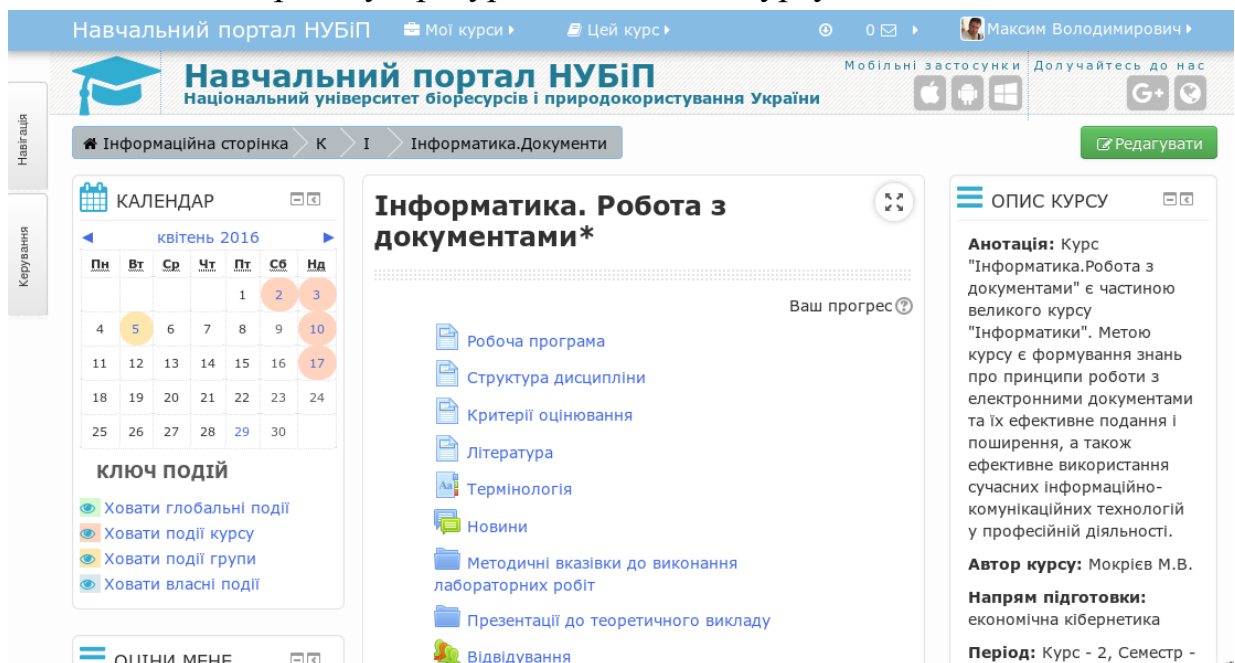 Навчальний портал НУБіП Мої курси Цей курс 0 Максим Володимирович
Навчальний портал НУБіП
Національний університет біоресурсів і природокористування України
Мобільні застосунки
Долучайтесь до нас
G+
Навігація
Керування
Інформаційна сторінка К І Інформатика.Документи
Редагувати
КАЛЕНДАР
квітень 2016
Пн Вт Ср Чт Пт Сб Нд
1 2 3
4 5 6 7 8 9 10
11 12 13 14 15 16 17
18 19 20 21 22 23 24
25 26 27 28 29 30
КЛЮЧ ПОДІЙ
Ховати глобальні події
Ховати події курсу
Ховати події групи
Ховати власні події
ОЦІНИ МЕНЕ
Інформатика. Робота з
документами*
Ваш прогрес
Робоча програма
Структура дисципліни
Критерії оцінювання
Література
Термінологія
Новини
Методичні вказівки до виконання
лабораторних робіт
Презентації до теоретичного викладу
Відвідування
ОПИС КУРСУ
Анотація: Курс
"Інформатика.Робота з
документами" є частиною
великого курсу
"Інформатики". Метою
курсу є формування знань
про принципи роботи з
електронними документами
та їх ефективне подання і
поширення, а також
ефективне використання
сучасних інформаційно-
комунікаційних технологій
у професійній діяльності.
Автор курсу: Мокрієв М.В.
Напрям підготовки:
економічна кібернетика
Період: Курс - 2, Семестр -